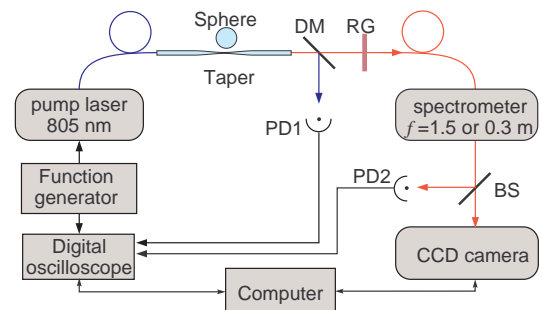 Sphere
DM
RG
Taper
pump laser
805 nm
PD1
spectrometer
f =1.5 or 0.3 m
Function
generator
PD2
BS
Digital
oscilloscope
CCD camera
Computer